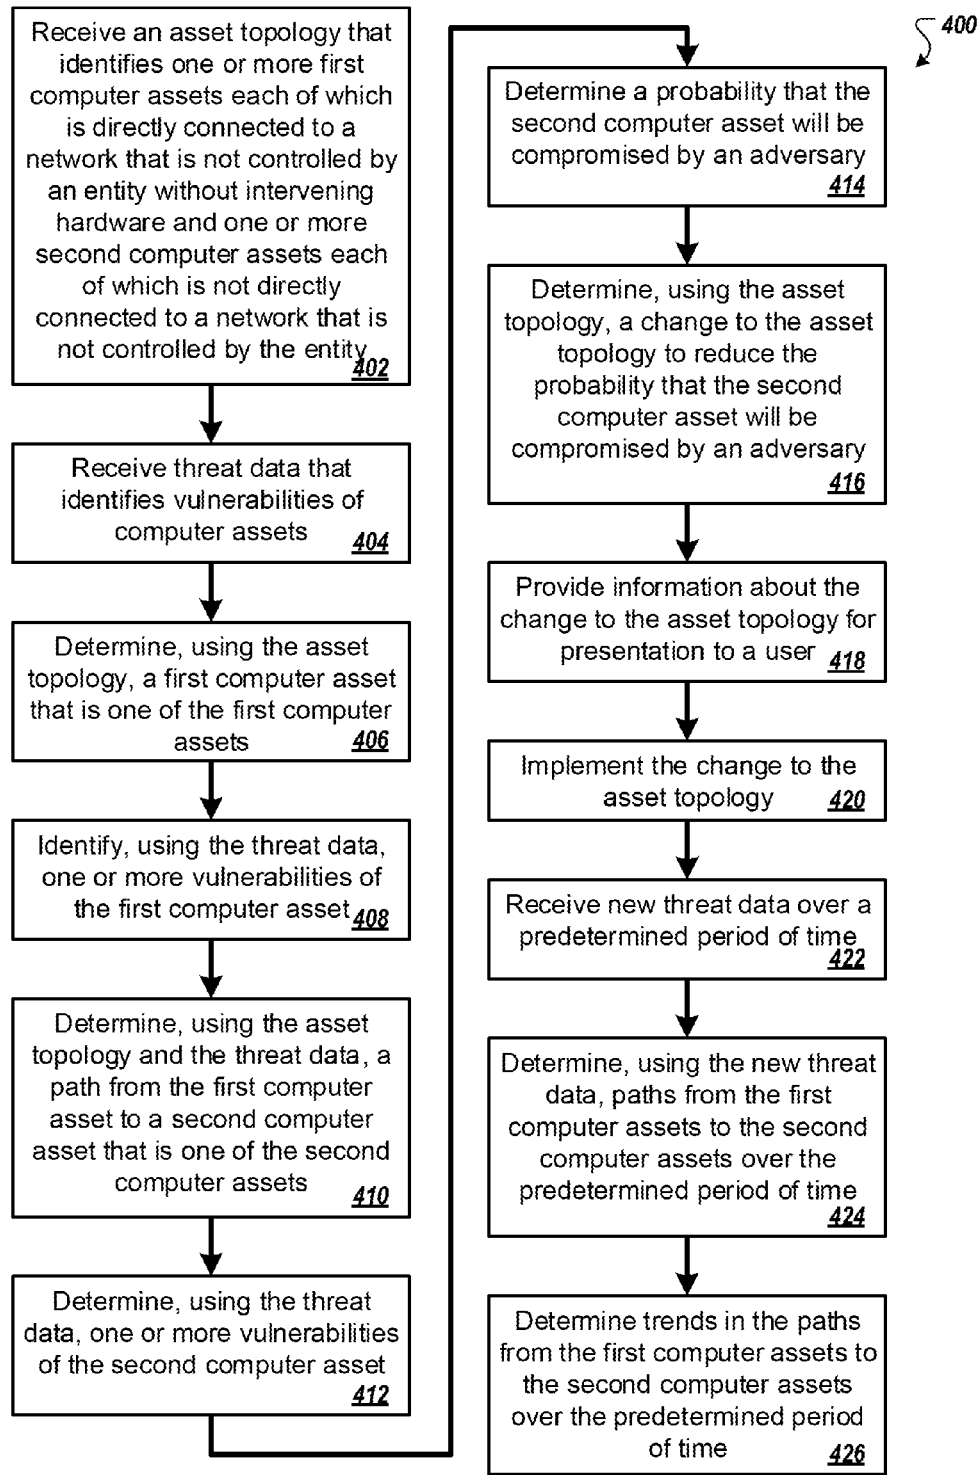 Receive an asset topology that
identifies one or more first
computer assets each of which
is directly connected to a
network that is not controlled by
an entity without intervening
hardware and one or more
second computer assets each
of which is not directly
connected to a network that is
not controlled by the entity
402
Receive threat data that
identifies vulnerabilities of
computer assets 404
Determine, using the asset
topology, a first computer asset
that is one of the first computer
assets 406
Identify, using the threat data,
one or more vulnerabilities of
the first computer asset 408
Determine, using the asset
topology and the threat data, a
path from the first computer
asset to a second computer
asset that is one of the second
computer assets 410
Determine, using the threat
data, one or more vulnerabilities
of the second computer asset
412
400
Determine a probability that the
second computer asset will be
compromised by an adversary
414
Determine, using the asset
topology, a change to the asset
topology to reduce the
probability that the second
computer asset will be
compromised by an adversary
416
Provide information about the
change to the asset topology for
presentation to a user 418
Implement the change to the
asset topology 420
Receive new threat data over a
predetermined period of time
422
Determine, using the new threat
data, paths from the first
computer assets to the second
computer assets over the
predetermined period of time
424
Determine trends in the paths
from the first computer assets to
the second computer assets
over the predetermined period
of time 426